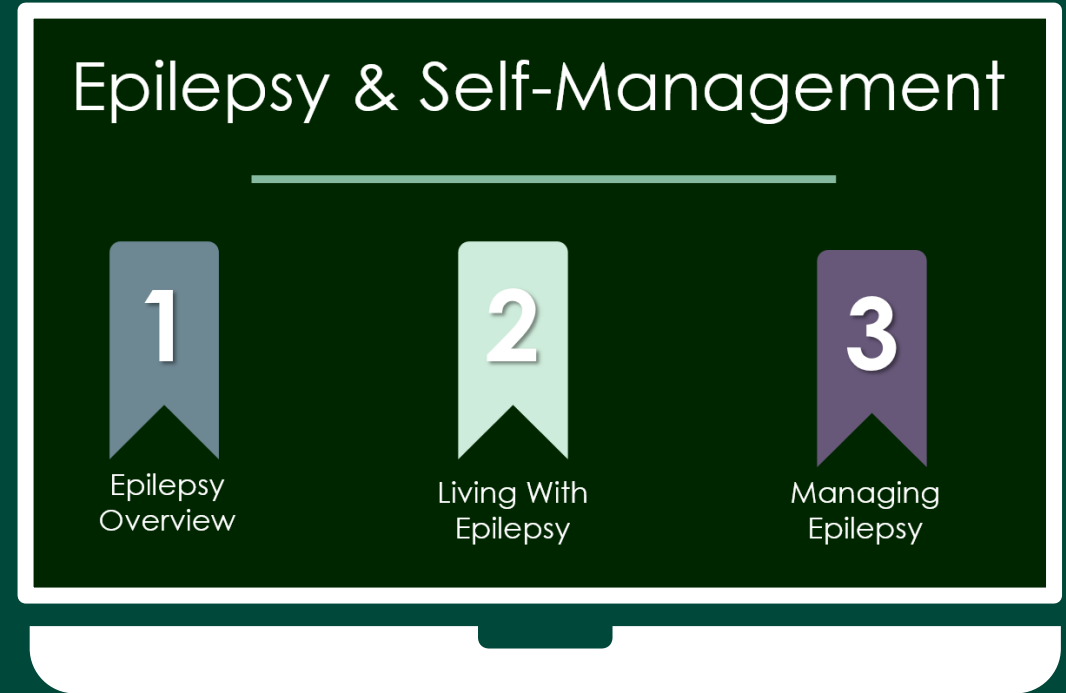 Epilepsy & Self-Management
1
Epilepsy
Overview
2
Living With
Epilepsy
3
Managing
Epilepsy